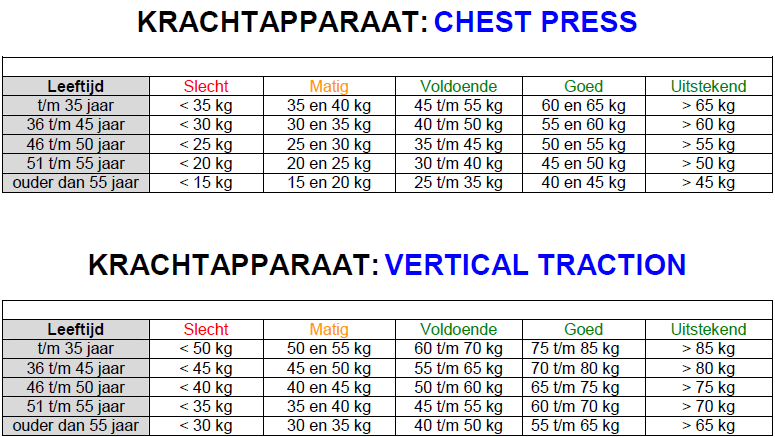 KRACHTAPPARAAT: CHEST PRESS
Leeftijd Slecht Matig Voldoende Goed Uitstekend
t/m 35 jaar < 35 kg 35 en 40 kg 45 t/m 55 kg 60 en 65 kg > 65 kg
36 t/m 45 jaar < 30 kg 30 en 35 kg 40 t/m 50 kg 55 en 60 kg > 60 kg
46 t/m 50 jaar < 25 kg 25 en 30 kg 35 t/m 45 kg 50 en 55 kg > 55 kg
51 t/m 55 jaar < 20 kg 20 en 25 kg 30 t/m 40 kg 45 en 50 kg > 50 kg
ouder dan 55 jaar < 15 kg 15 en 20 kg 25 t/m 35 kg 40 en 45 kg > 45 kg
KRACHTAPPARAAT: VERTICAL TRACTION
Leeftijd Slecht Matig Voldoende Goed Uitstekend
t/m 35 jaar < 50 kg 50 en 55 kg 60 t/m 70 kg 75 t/m 85 kg > 85 kg
36 t/m 45 jaar < 45 kg 45 en 50 kg 55 t/m 65 kg 70 t/m 80 kg > 80 kg
46 t/m 50 jaar < 40 kg 40 en 45 kg 50 t/m 60 kg 65 t/m 75 kg > 75 kg
51 t/m 55 jaar < 35 kg 35 en 40 kg 45 t/m 55 kg 60 t/m 70 kg > 70 kg
ouder dan 55 jaar < 30 kg 30 en 35 kg 40 t/m 50 kg 55 t/m 65 kg > 65 kg